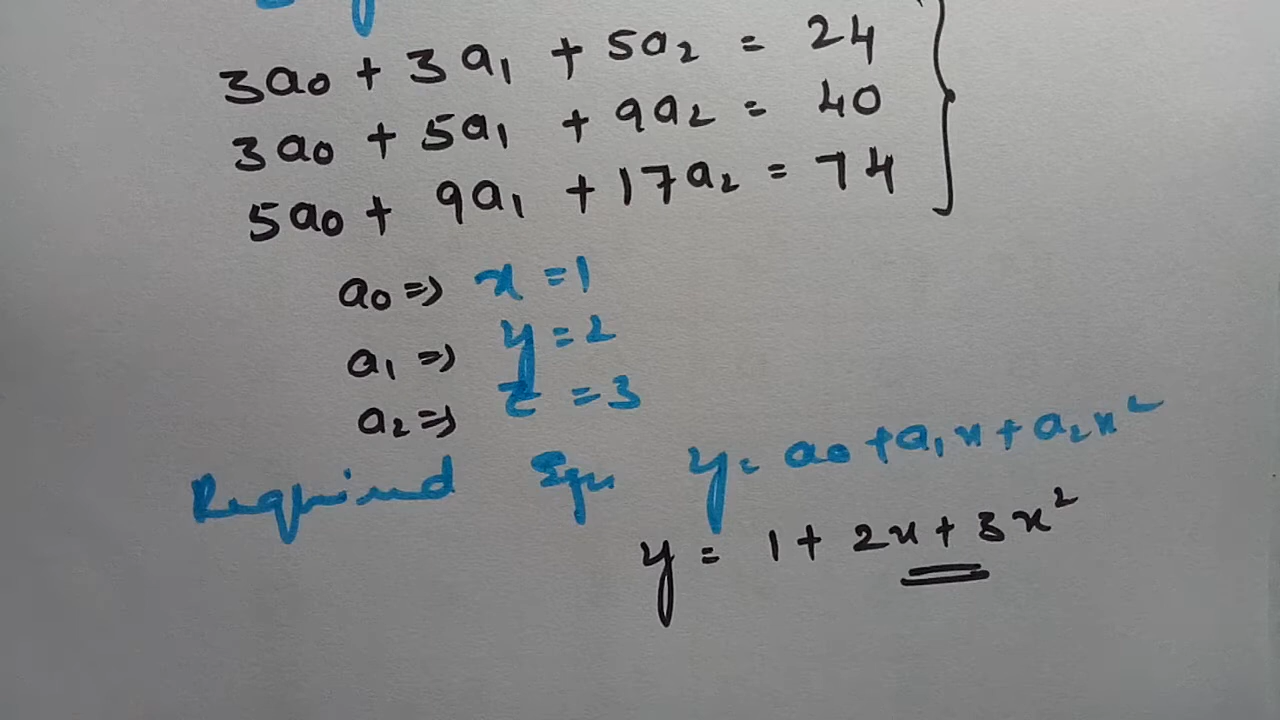 3a₀ + 3a₁ + 5a₂ = 24
3a₀ + 5a₁ + 9a₂ = 40
5a₀ + 9a₁ + 17a₂ = 74
a₀ ⇒ x = 1
a₁ ⇒ y = 2
a₂ ⇒ z = 3
Required Eqn y = a₀ + a₁x + a₂x²
y = 1 + 2x + 3x²